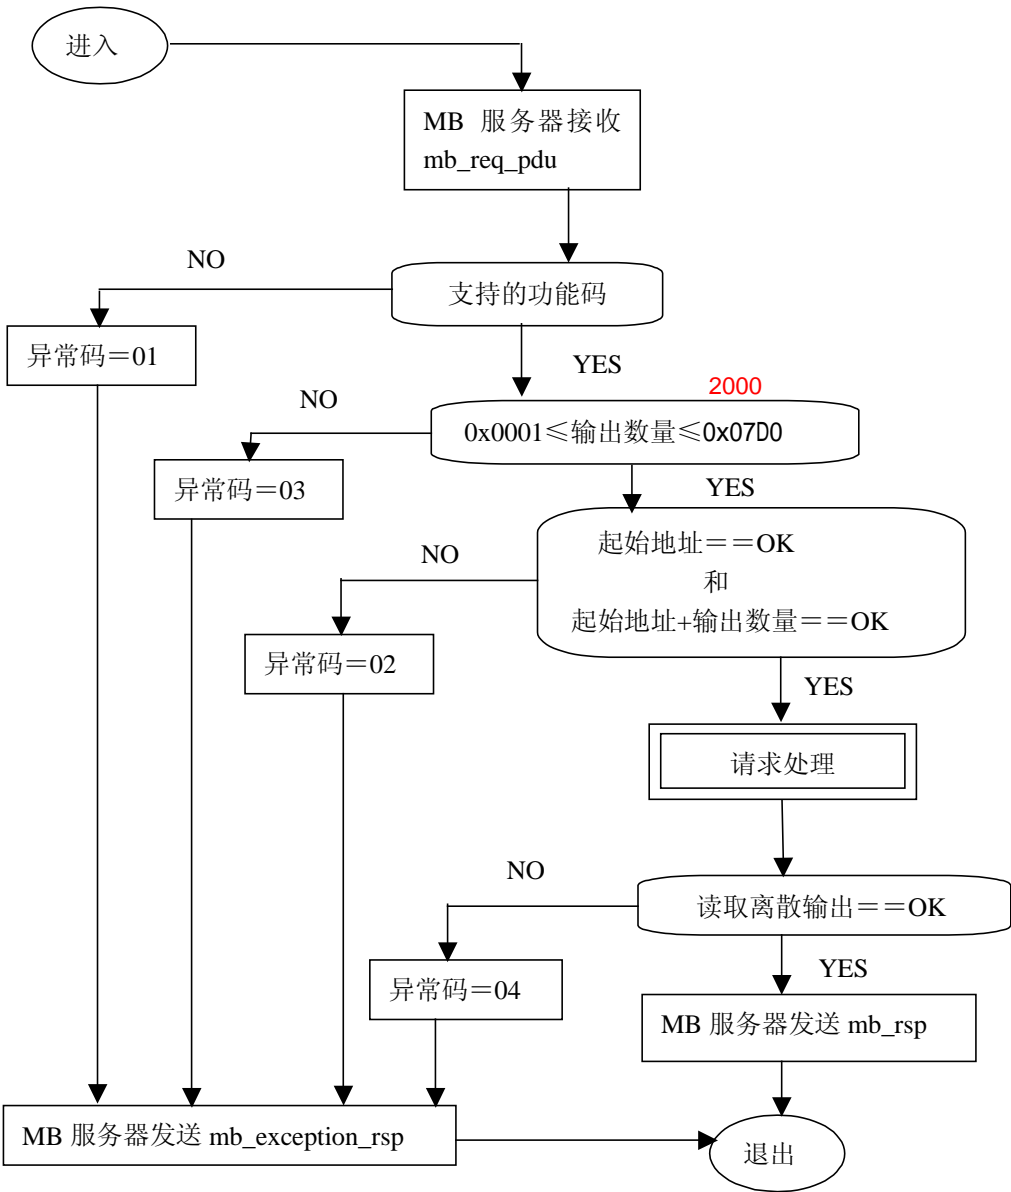 进入
MB 服务器接收
mb_req_pdu
NO
支持的功能码
异常码＝01
YES
2000
NO
0x0001≤输出数量≤0x07D0
异常码＝03
YES
起始地址＝＝OK
NO
和
起始地址+输出数量＝＝OK
异常码＝02
YES
请求处理
NO
读取离散输出＝＝OK
YES
异常码＝04
MB 服务器发送 mb_rsp
MB 服务器发送 mb_exception_rsp
退出